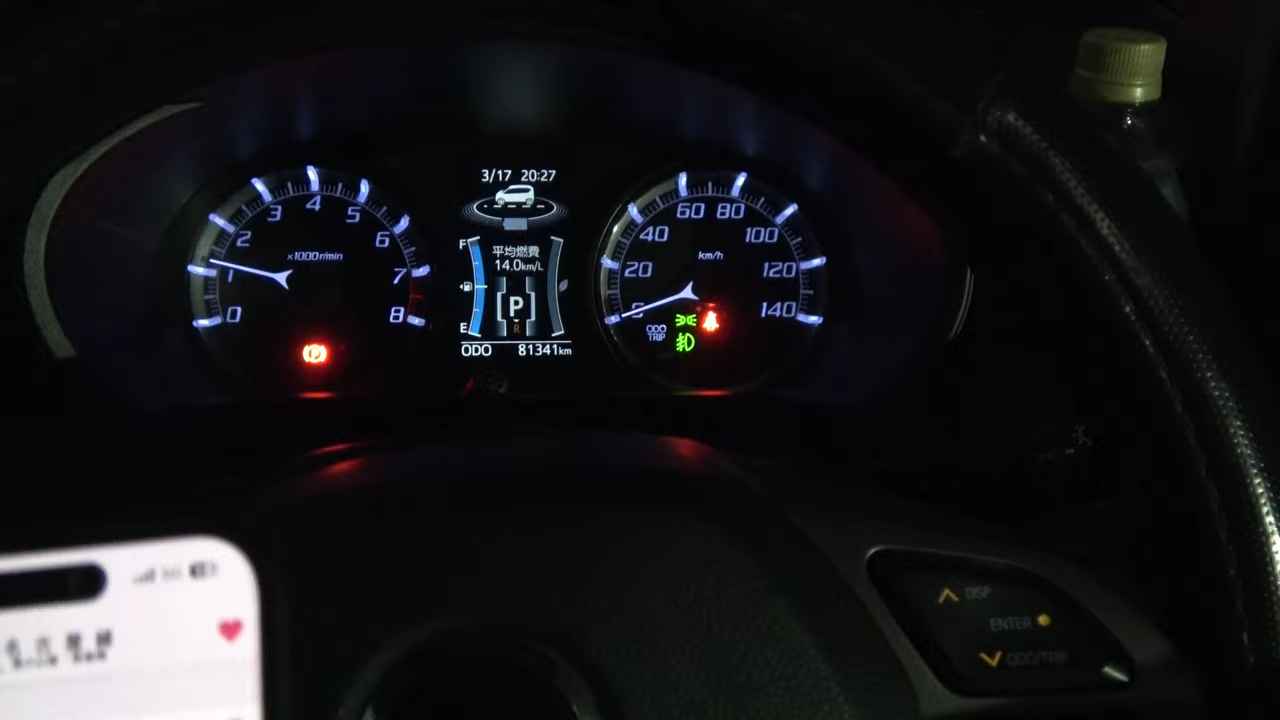 3/17 20:27
0 1 2 3 4 5 6 7 8
×1000r/min
F
平均燃費
14.0km/L
P
R
E
ODO 81341km
20 40 60 80 100 120 140
km/h
ODO
TRIP
P
DISP
ENTER
ODO/TRIP